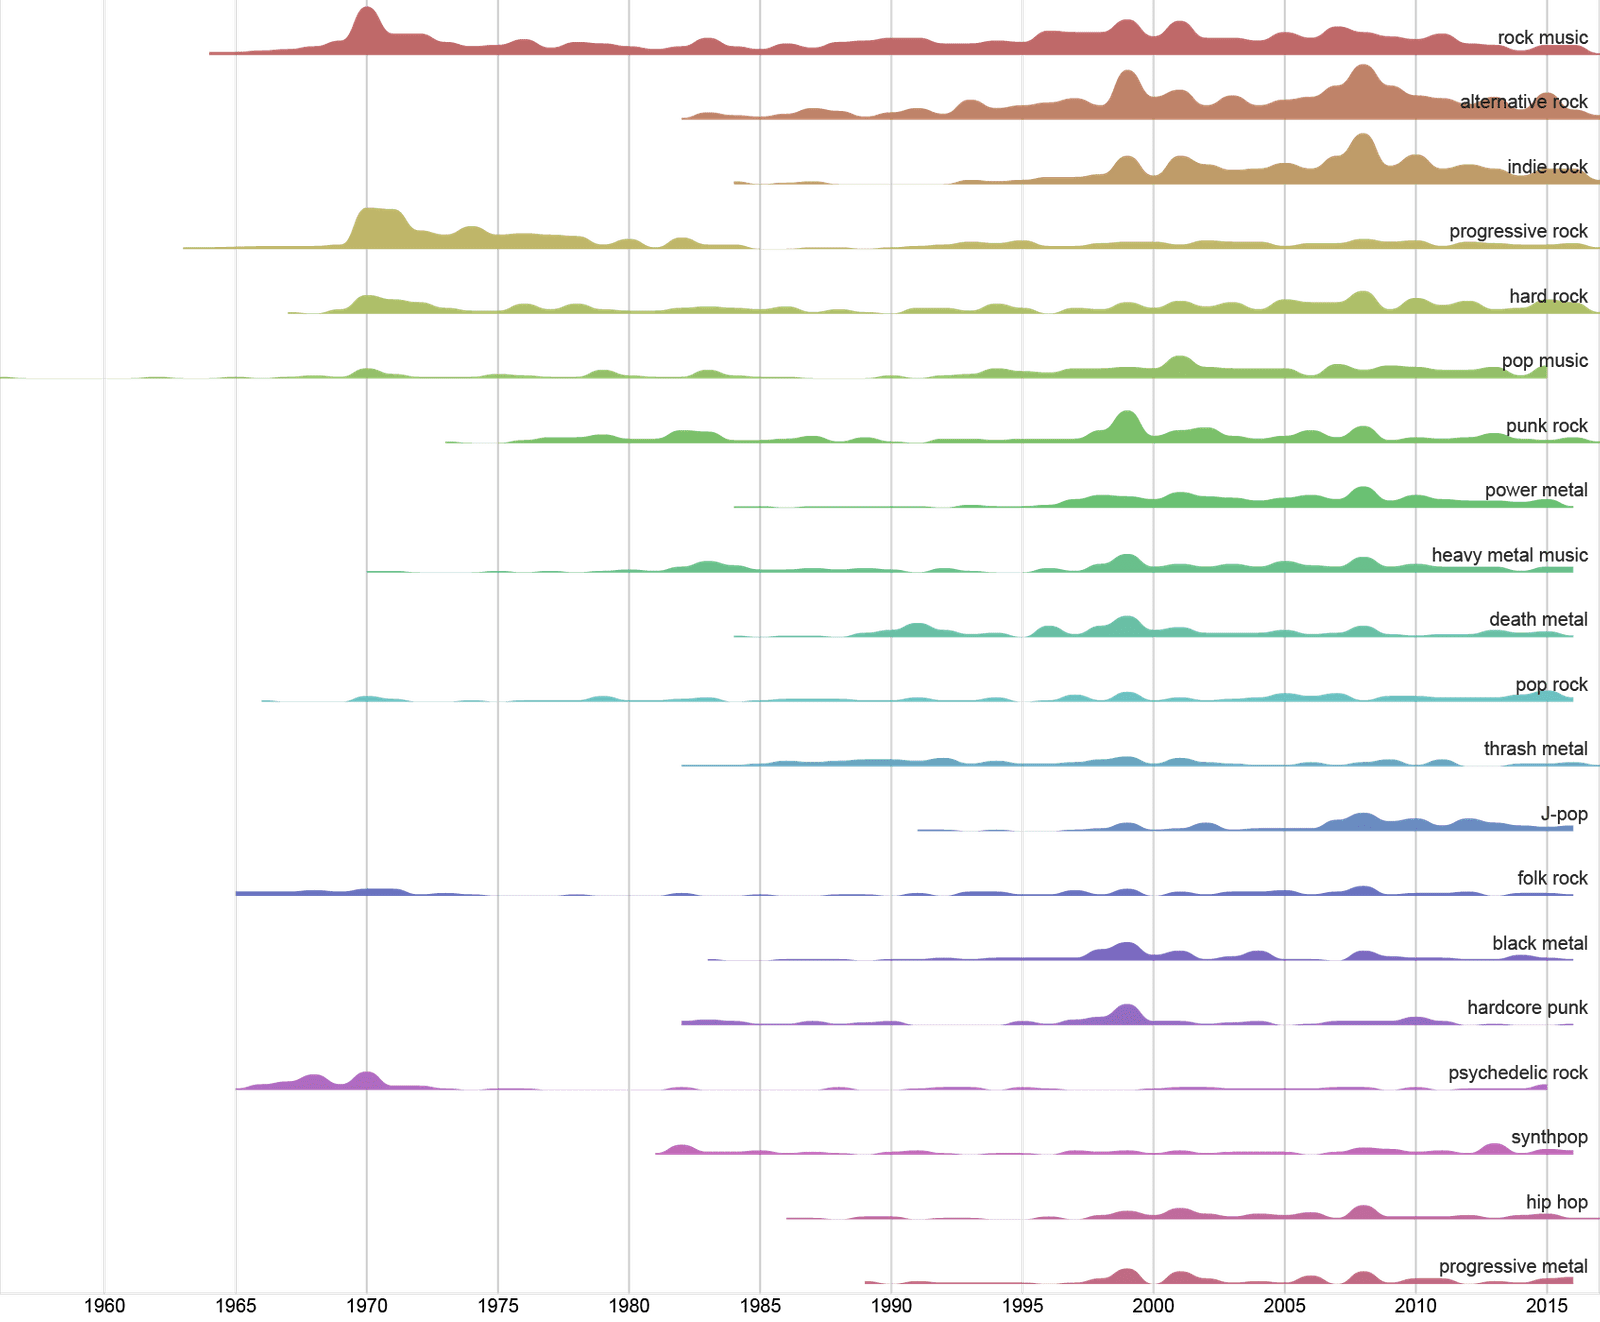 rock music
alternative rock
indie rock
progressive rock
hard rock
pop music
punk rock
power metal
heavy metal music
death metal
pop rock
thrash metal
J-pop
folk rock
black metal
hardcore punk
psychedelic rock
synthpop
hip hop
progressive metal
1960 1965 1970 1975 1980 1985 1990 1995 2000 2005 2010 2015